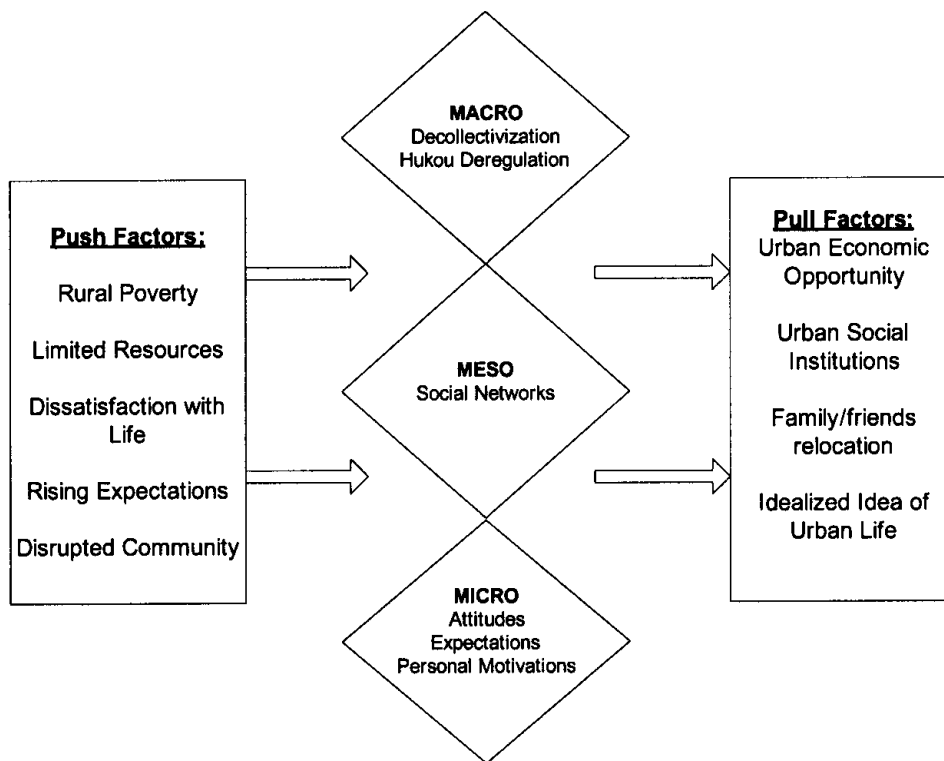 MACRO
Decollectivization
Hukou Deregulation
Push Factors:
Rural Poverty
Limited Resources
Dissatisfaction with
Life
Rising Expectations
Disrupted Community
MESO
Social Networks
MICRO
Attitudes
Expectations
Personal Motivations
Pull Factors:
Urban Economic
Opportunity
Urban Social
Institutions
Family/friends
relocation
Idealized Idea of
Urban Life